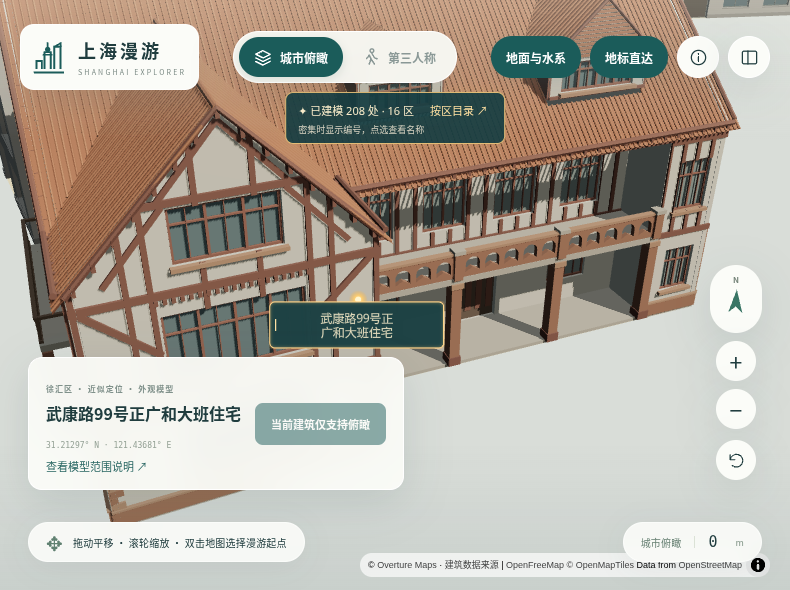 上海漫游
SHANGHAI EXPLORER
城市俯瞰
第三人称
地面与水系
地标直达
✦ 已建模 208 处 · 16 区 按区目录 ↗
密集时显示编号，点选查看名称
N
武康路99号正
广和大班住宅
徐汇区 · 近似定位 · 外观模型
武康路99号正广和大班住宅
当前建筑仅支持俯瞰
31.21297° N · 121.43681° E
查看模型范围说明 ↗
拖动平移 · 滚轮缩放 · 双击地图选择漫游起点
城市俯瞰 0 m
© Overture Maps · 建筑数据来源 | OpenFreeMap © OpenMapTiles Data from OpenStreetMap